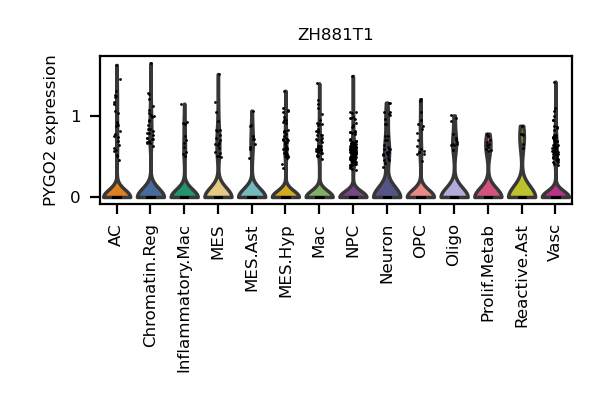 ZH881T1
PYGO2 expression
1
0
AC
Chromatin.Reg
Inflammatory.Mac
MES
MES.Ast
MES.Hyp
Mac
NPC
Neuron
OPC
Oligo
Prolif.Metab
Reactive.Ast
Vasc